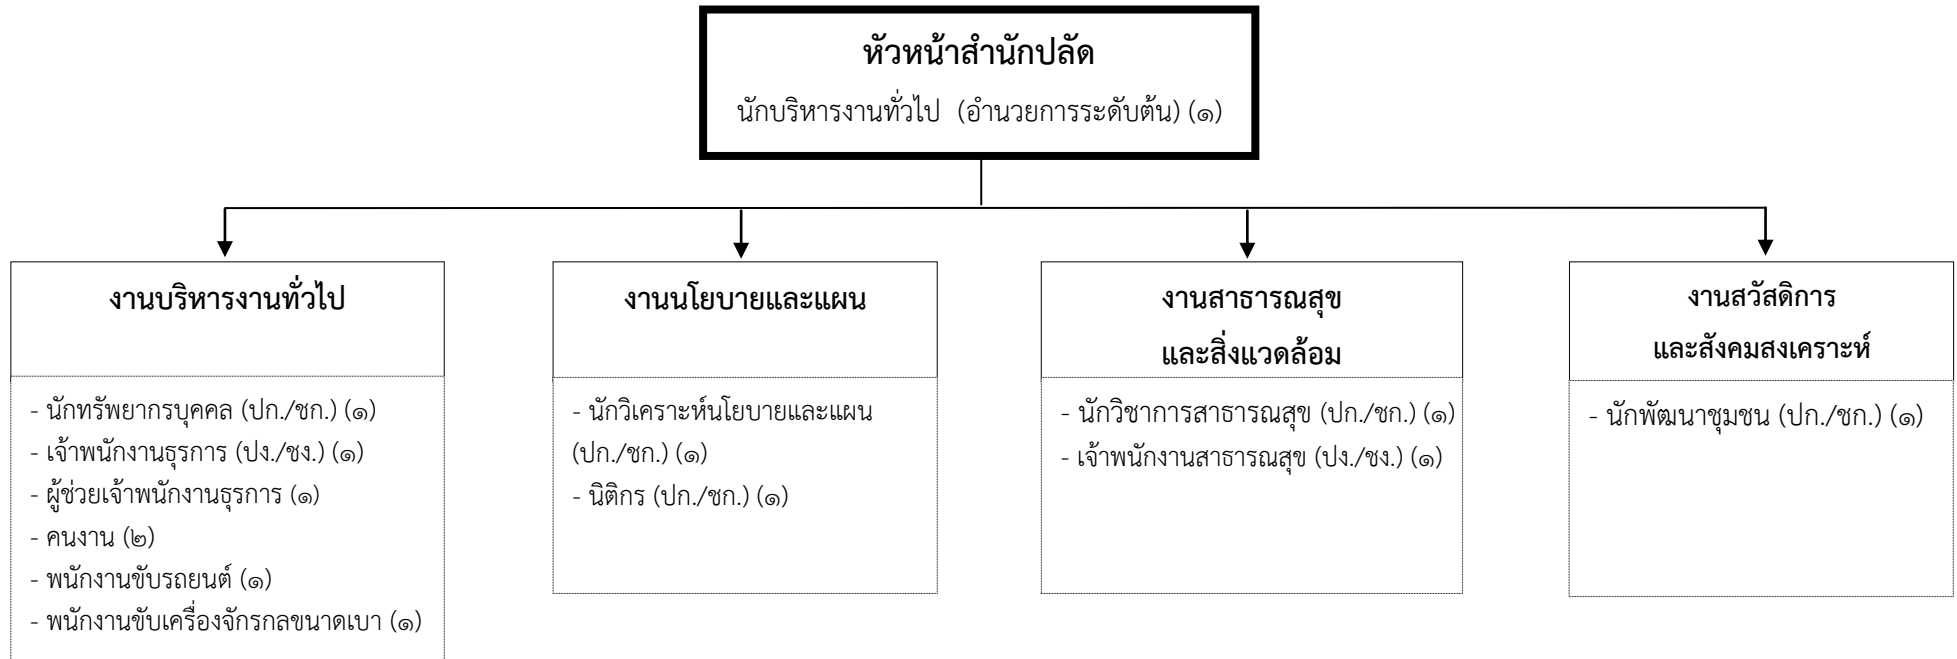 หัวหน้าสำนักปลัด
นักบริหารงานทั่วไป (อำนวยการระดับต้น) (๑)
งานบริหารงานทั่วไป
- นักทรัพยากรบุคคล (ปก./ชก.) (๑)
- เจ้าพนักงานธุรการ (ปง./ชง.) (๑)
- ผู้ช่วยเจ้าพนักงานธุรการ (๑)
- คนงาน (๒)
- พนักงานขับรถยนต์ (๑)
- พนักงานขับเครื่องจักรกลขนาดเบา (๑)
งานนโยบายและแผน
- นักวิเคราะห์นโยบายและแผน
(ปก./ชก.) (๑)
- นิติกร (ปก./ชก.) (๑)
งานสาธารณสุข
และสิ่งแวดล้อม
- นักวิชาการสาธารณสุข (ปก./ชก.) (๑)
- เจ้าพนักงานสาธารณสุข (ปง./ชง.) (๑)
งานสวัสดิการ
และสังคมสงเคราะห์
- นักพัฒนาชุมชน (ปก./ชก.) (๑)